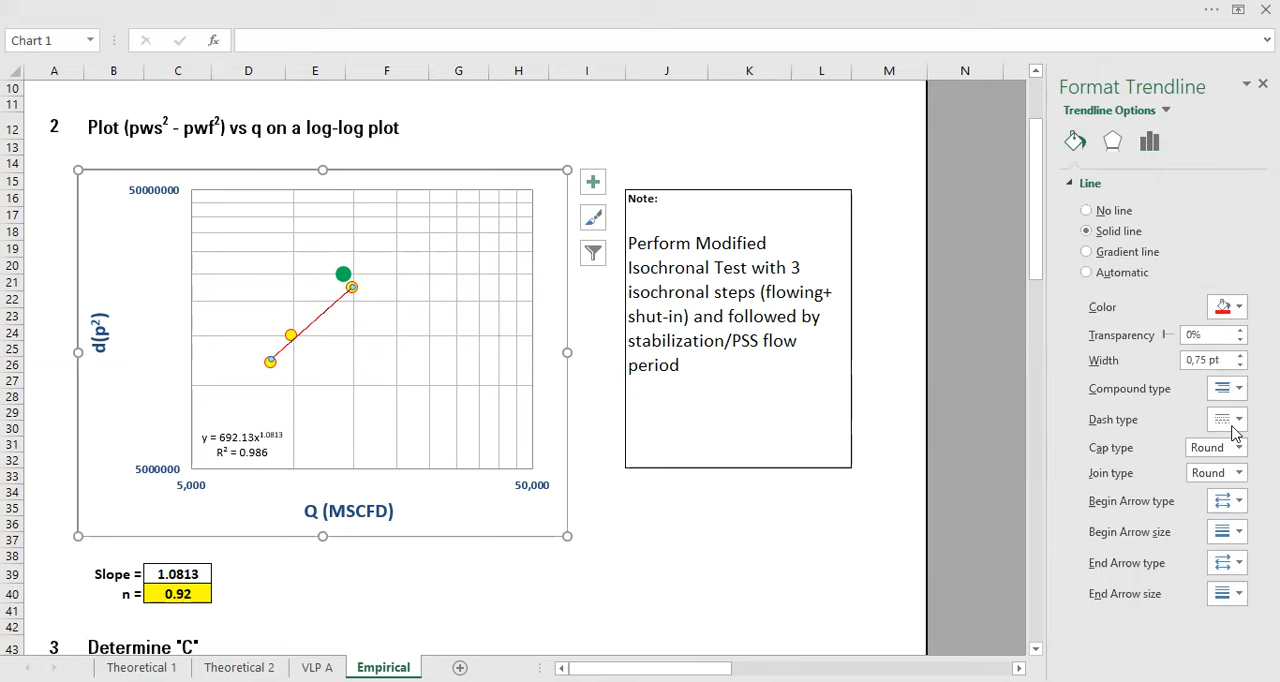 Chart 1
fx
A B C D E F G H I J K L M N
10
11
12
13
14
15
16
17
18
19
20
21
22
23
24
25
26
27
28
29
30
31
32
33
34
35
36
37
38
39
40
41
42
43
2 Plot (pws² - pwf²) vs q on a log-log plot
50000000
d(p²)
y = 692.13x^1.0813
R² = 0.986
5000000
5,000 50,000
Q (MSCFD)
Note:
Perform Modified
Isochronal Test with 3
isochronal steps (flowing+
shut-in) and followed by
stabilization/PSS flow
period
Slope = 1.0813
n = 0.92
3 Determine "C"
Theoretical 1 Theoretical 2 VLP A Empirical
Format Trendline
Trendline Options
Line
No line
Solid line
Gradient line
Automatic
Color
Transparency 0%
Width 0,75 pt
Compound type
Dash type
Cap type Round
Join type Round
Begin Arrow type
Begin Arrow size
End Arrow type
End Arrow size